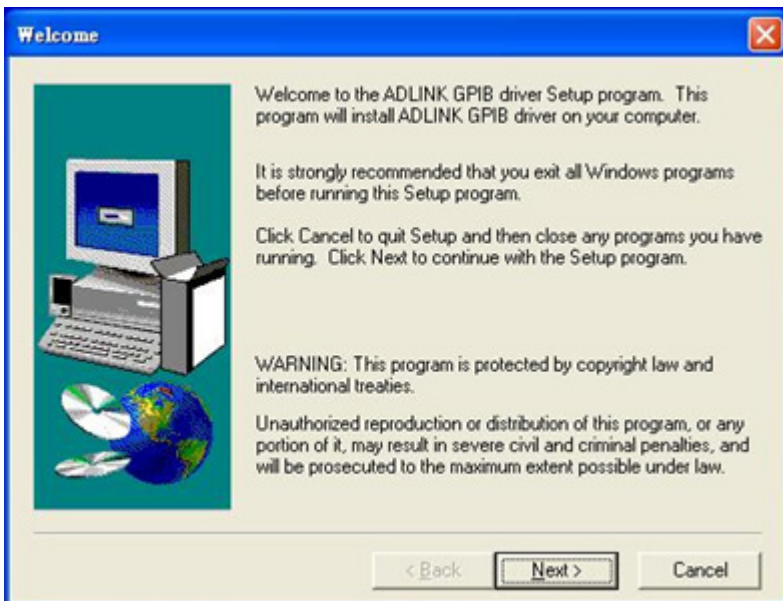 Welcome
Welcome to the ADLINK GPIB driver Setup program. This
program will install ADLINK GPIB driver on your computer.
It is strongly recommended that you exit all Windows programs
before running this Setup program.
Click Cancel to quit Setup and then close any programs you have
running. Click Next to continue with the Setup program.
WARNING: This program is protected by copyright law and
international treaties.
Unauthorized reproduction or distribution of this program, or any
portion of it, may result in severe civil and criminal penalties, and
will be prosecuted to the maximum extent possible under law.
< Back Next > Cancel